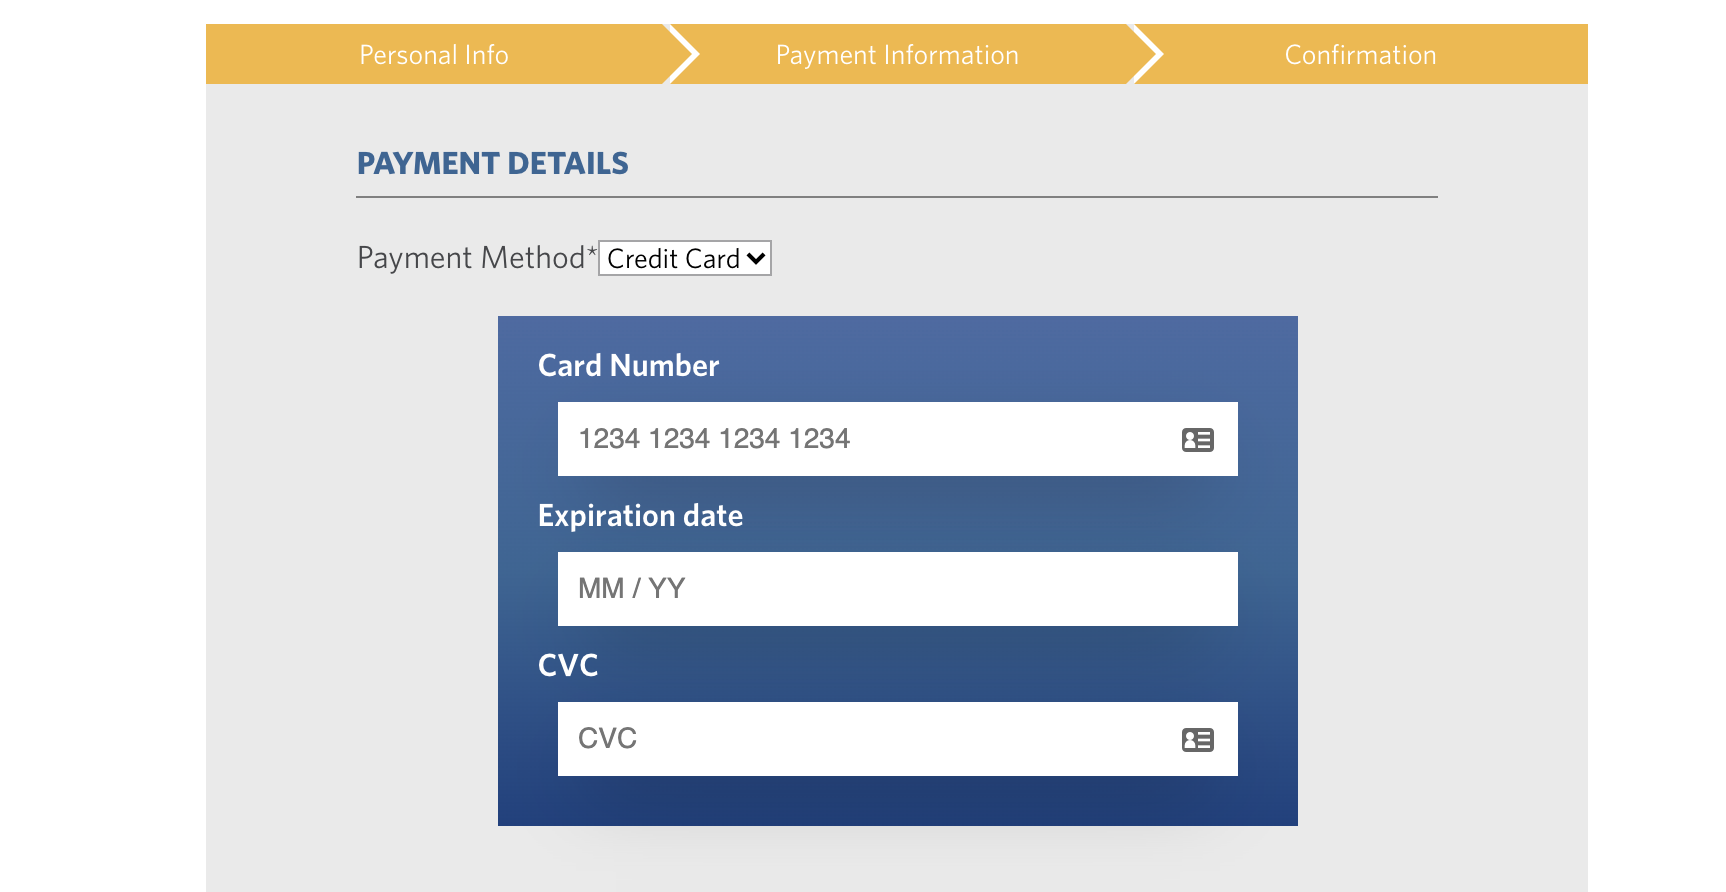 Personal Info
Payment Information
Confirmation
PAYMENT DETAILS
Payment Method* Credit Card
Card Number
1234 1234 1234 1234
Expiration date
MM / YY
CVC
CVC